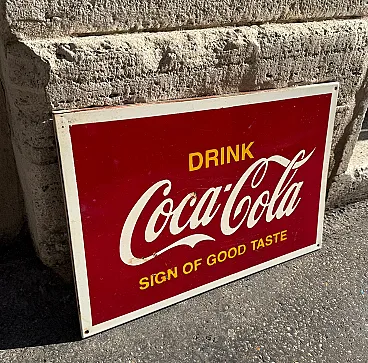 DRINK
Coca-Cola
SIGN OF GOOD TASTE